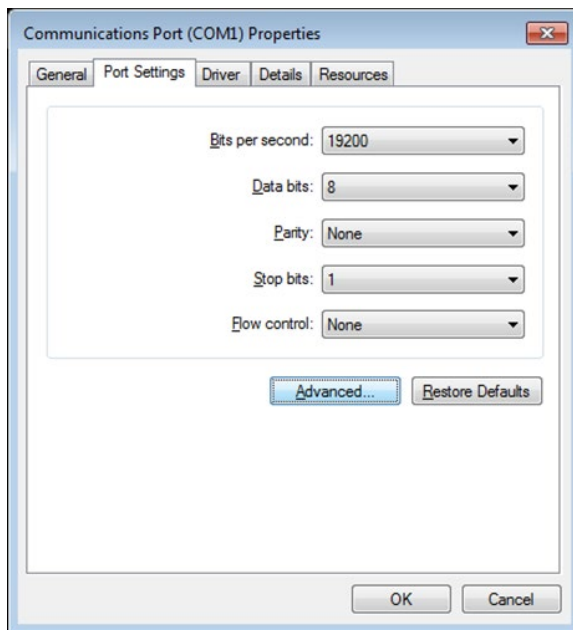 Communications Port (COM1) Properties
General Port Settings Driver Details Resources
Bits per second: 19200
Data bits: 8
Parity: None
Stop bits: 1
Flow control: None
Advanced... Restore Defaults
OK Cancel